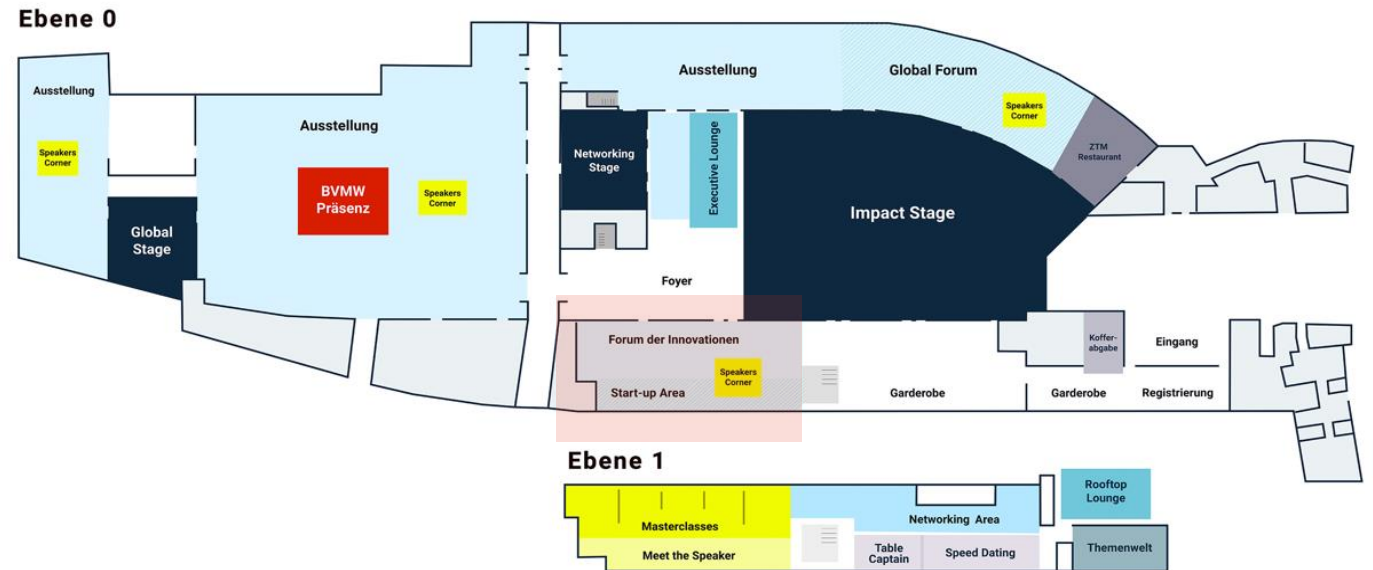 Ebene 0
Ausstellung
Speakers
Corner
Global
Stage
Ausstellung
BVMW
Präsenz
Speakers
Corner
Networking
Stage
Executive Lounge
Ausstellung
Global Forum
Speakers
Corner
ZTM
Restaurant
Impact Stage
Foyer
Forum der Innovationen
Speakers
Corner
Start-up Area
Garderobe
Koffer-
abgabe
Eingang
Garderobe
Registrierung
Ebene 1
Masterclasses
Meet the Speaker
Networking Area
Table
Captain
Speed Dating
Rooftop
Lounge
Themenwelt